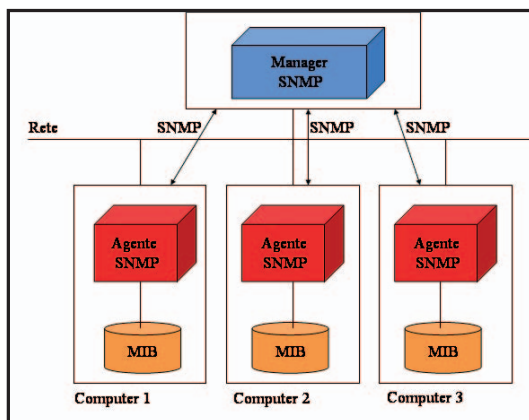 Manager
SNMP
SNMP
SNMP
SNMP
Rete
Agente
SNMP
Agente
SNMP
Agente
SNMP
MIB
MIB
MIB
Computer 1
Computer 2
Computer 3